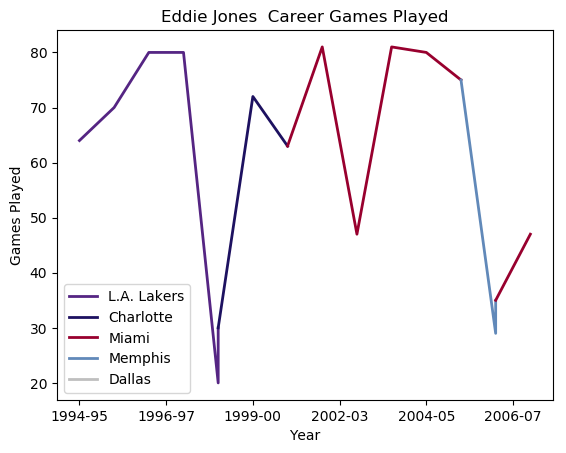 Eddie Jones  Career Games Played
Games Played
80
70
60
50
40
30
20
L.A. Lakers
Charlotte
Miami
Memphis
Dallas
1994-95 1996-97 1999-00 2002-03 2004-05 2006-07
Year